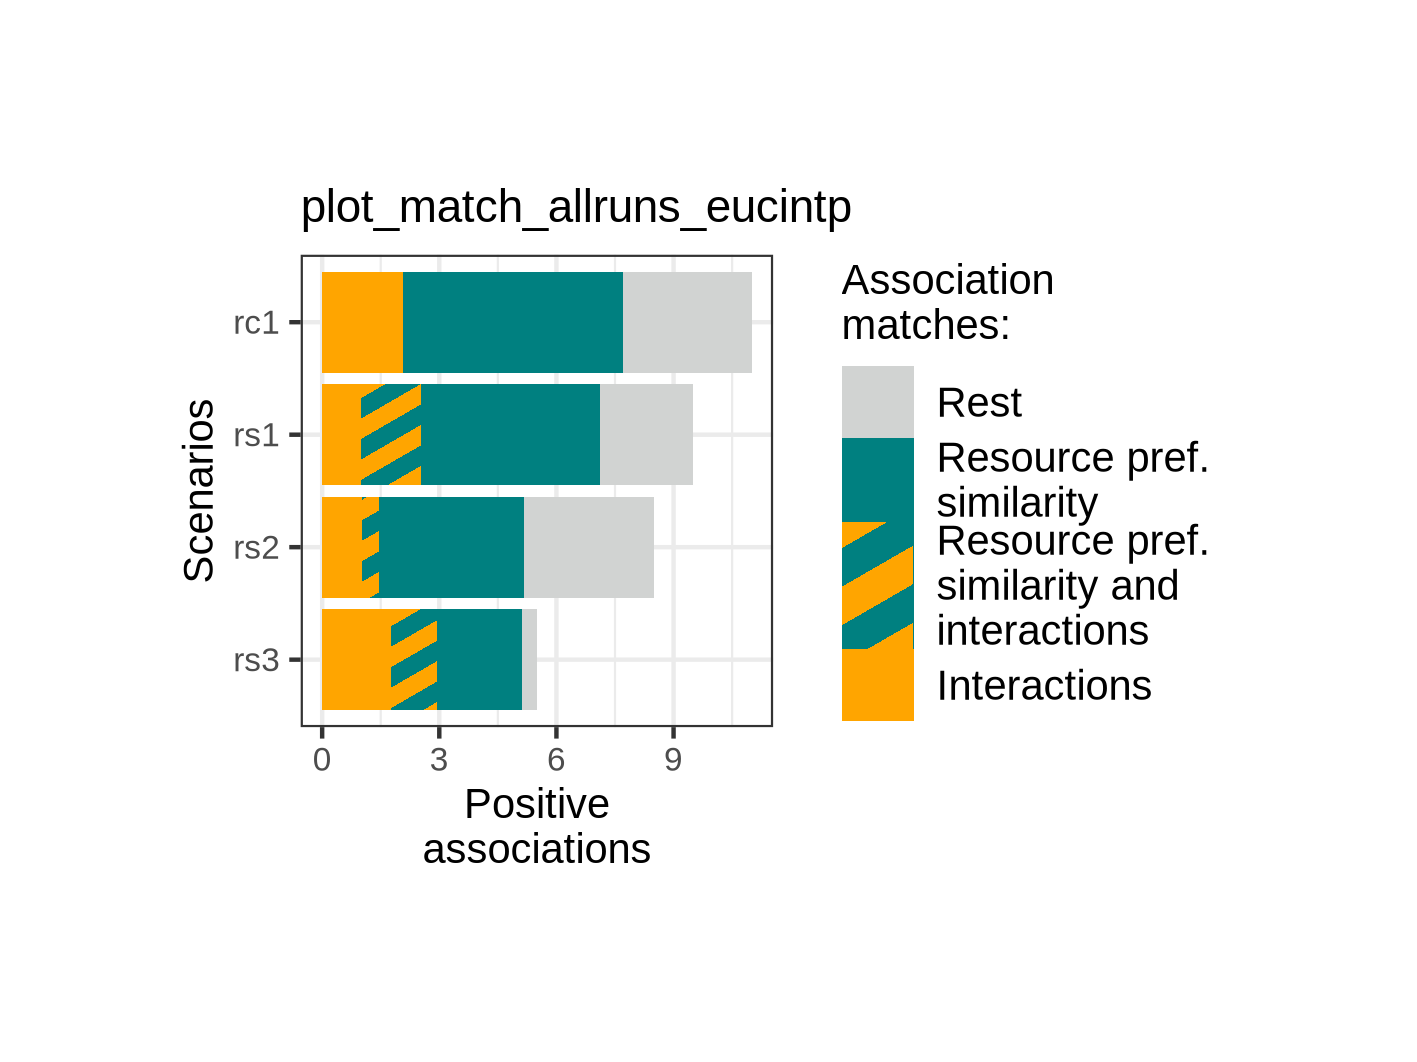 plot_match_allruns_eucintp
Scenarios
rc1
rs1
rs2
rs3
0 3 6 9
Positive
associations
Association
matches:
Rest
Resource pref.
similarity
Resource pref.
similarity and
interactions
Interactions